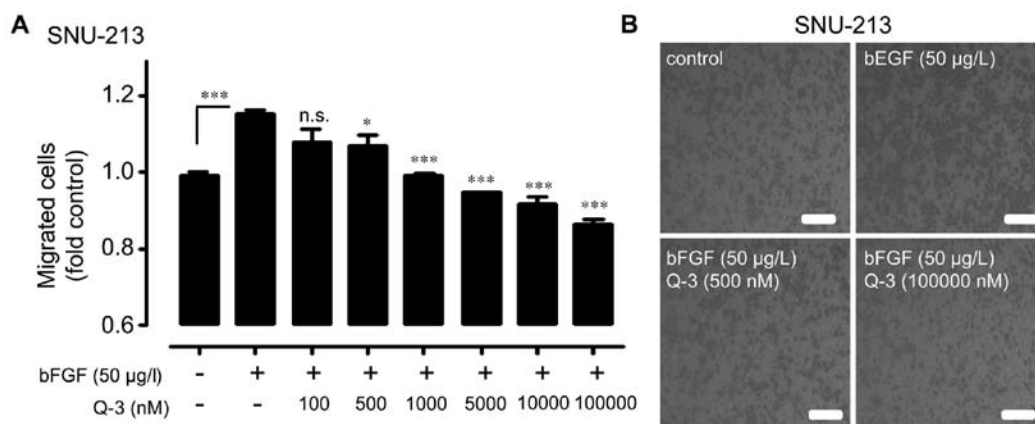 A
SNU-213
Migrated cells
(fold control)
1.2
1.0
0.8
0.6
***
n.s.
*
***
***
***
***
bFGF (50 µg/l) - + + + + + + +
Q-3 (nM) - - 100 500 1000 5000 10000 100000
B
SNU-213
control
bEGF (50 µg/L)
bFGF (50 µg/L)
Q-3 (500 nM)
bFGF (50 µg/L)
Q-3 (100000 nM)